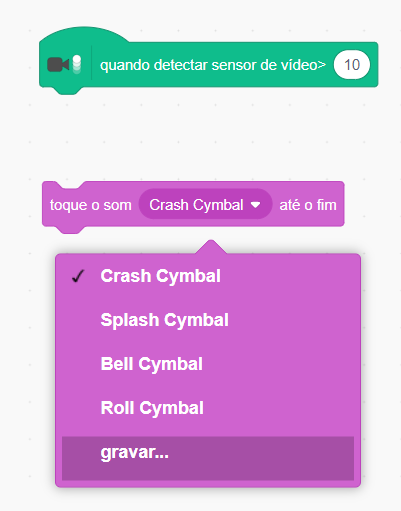 quando detectar sensor de vídeo> 10
toque o som Crash Cymbal até o fim
Crash Cymbal
Splash Cymbal
Bell Cymbal
Roll Cymbal
gravar...